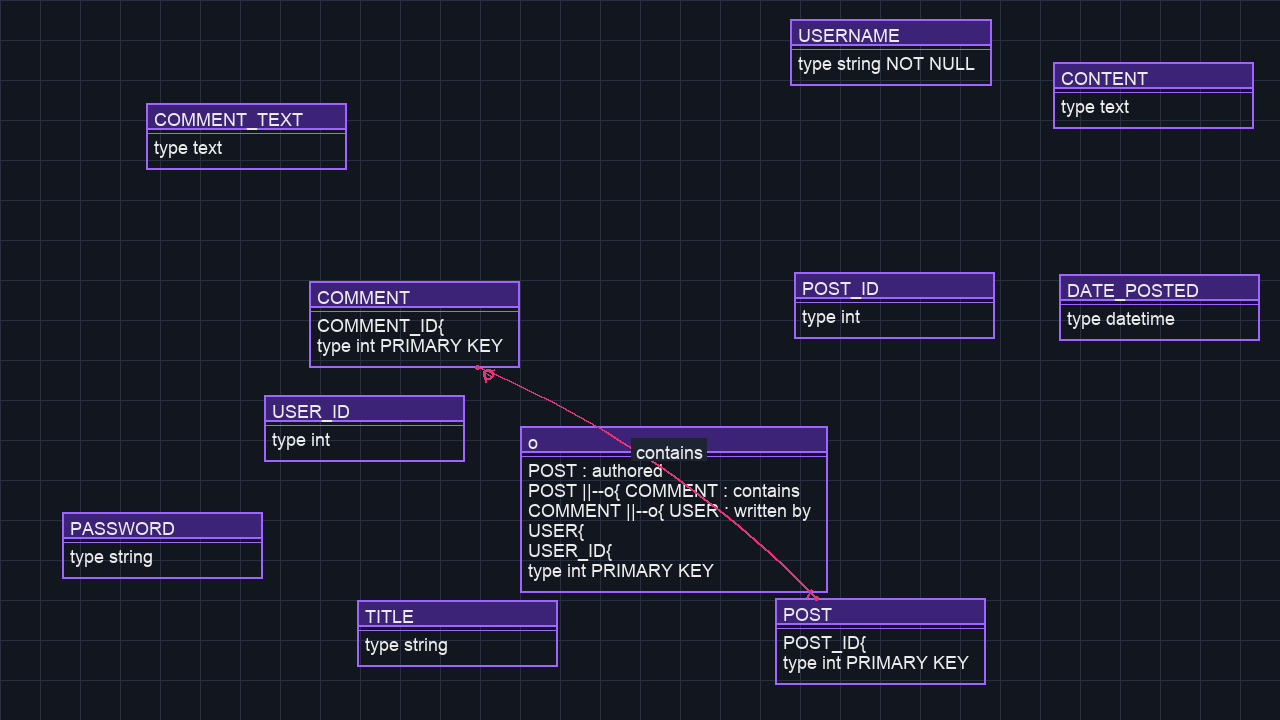 USERNAME
type string NOT NULL
CONTENT
type text
COMMENT_TEXT
type text
COMMENT
COMMENT_ID{
type int PRIMARY KEY
POST_ID
type int
DATE_POSTED
type datetime
USER_ID
type int
o
contains
POST : authored
POST ||--o{ COMMENT : contains
COMMENT ||--o{ USER : written by
USER{
USER_ID{
type int PRIMARY KEY
PASSWORD
type string
TITLE
type string
POST
POST_ID{
type int PRIMARY KEY